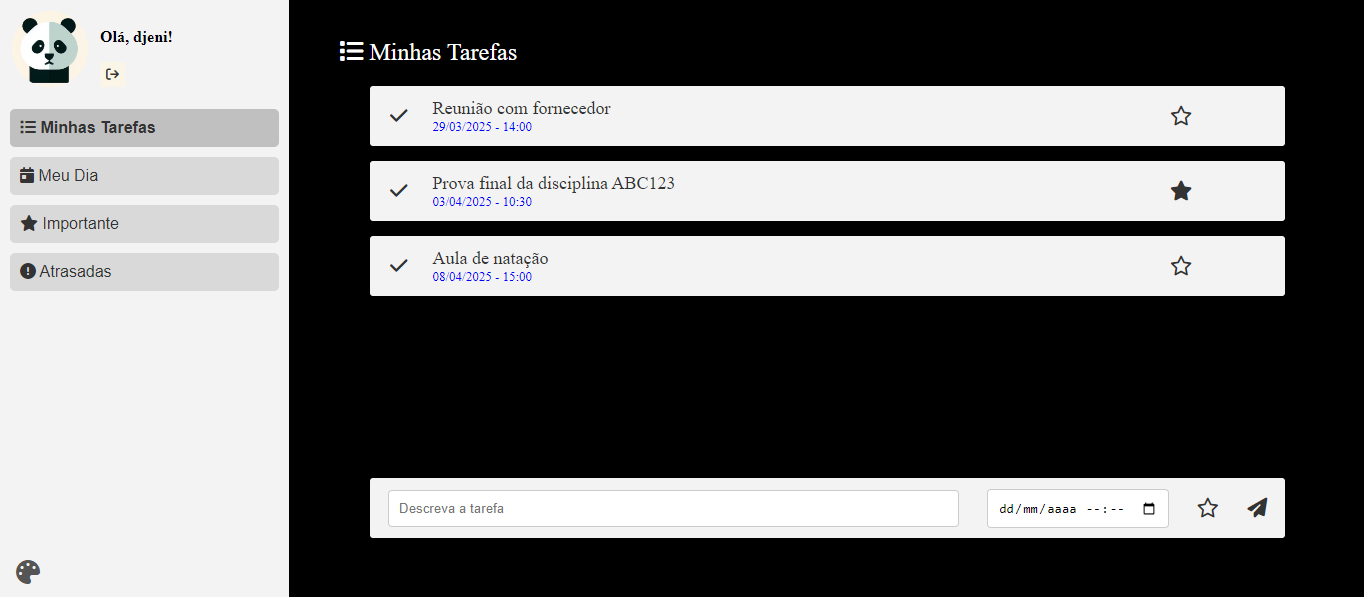 Olá, djeni!
Minhas Tarefas
Meu Dia
Importante
Atrasadas
Minhas Tarefas
Reunião com fornecedor
29/03/2025 - 14:00
Prova final da disciplina ABC123
03/04/2025 - 10:30
Aula de natação
08/04/2025 - 15:00
Descreva a tarefa
dd/mm/aaaa --:--